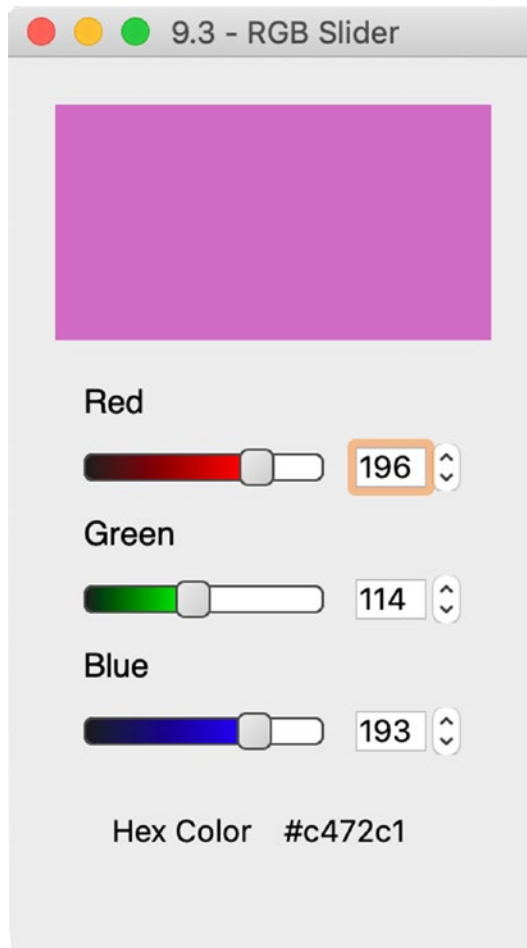 9.3 - RGB Slider
Red
196
Green
114
Blue
193
Hex Color #c472c1